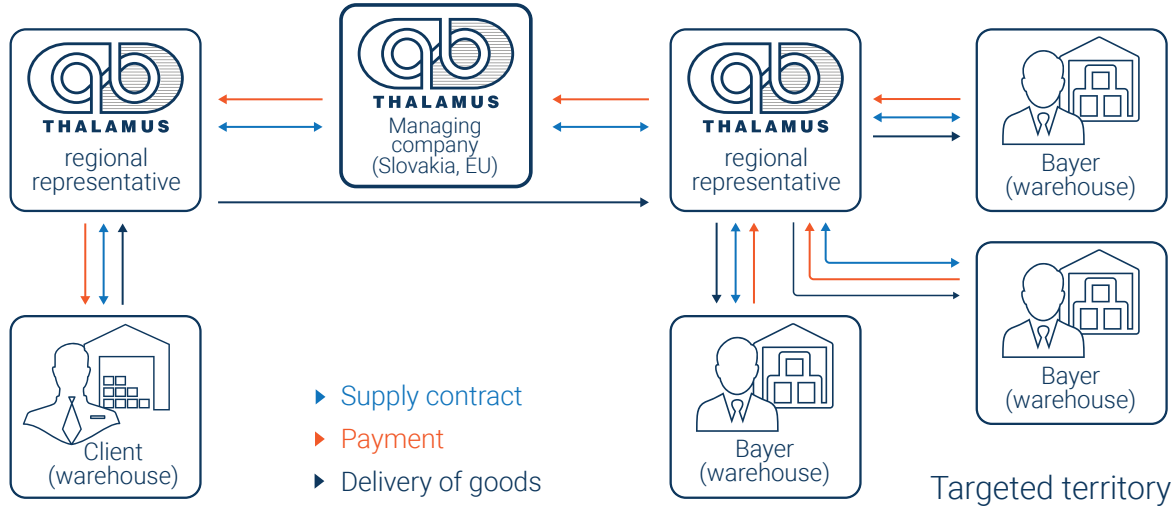 THALAMUS
regional
representative
THALAMUS
Managing
company
(Slovakia, EU)
THALAMUS
regional
representative
Bayer
(warehouse)
Client
(warehouse)
Supply contract
Payment
Delivery of goods
Bayer
(warehouse)
Bayer
(warehouse)
Targeted territory